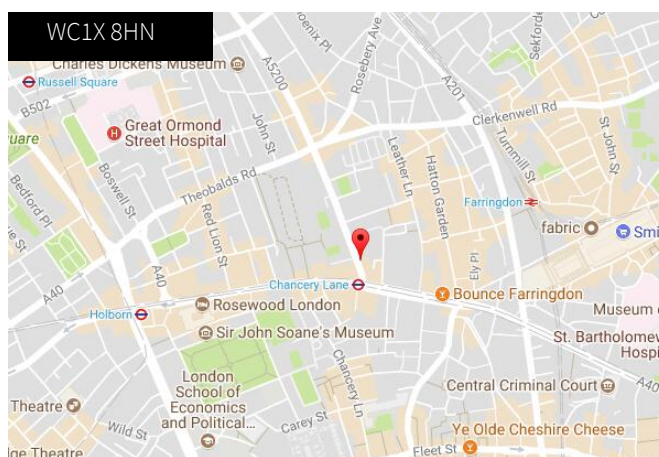 WC1X 8HN
Charles Dickens Museum
Russell Square
B502
A5200
Phoenix Pl
Rosebery Ave
A201
Sekforde
Clerkenwell Rd
Great Ormond
Street Hospital
John St
Turnmill St
St John St
Leather Ln
Hatton Garden
Bedford Pl
Boswell St
Theobalds Rd
Red Lion St
Farringdon
fabric
Ely Pl
A40
A40
Chancery Lane
Bounce Farringdon
Holborn
Rosewood London
Sir John Soane's Museum
Museum
St. Bartholomew
Chancery Ln
London
School of
Economics
and Political...
Central Criminal Court
A40
Theatre
Wild St
Carey St
Ye Olde Cheshire Cheese
Fleet St
Theatre